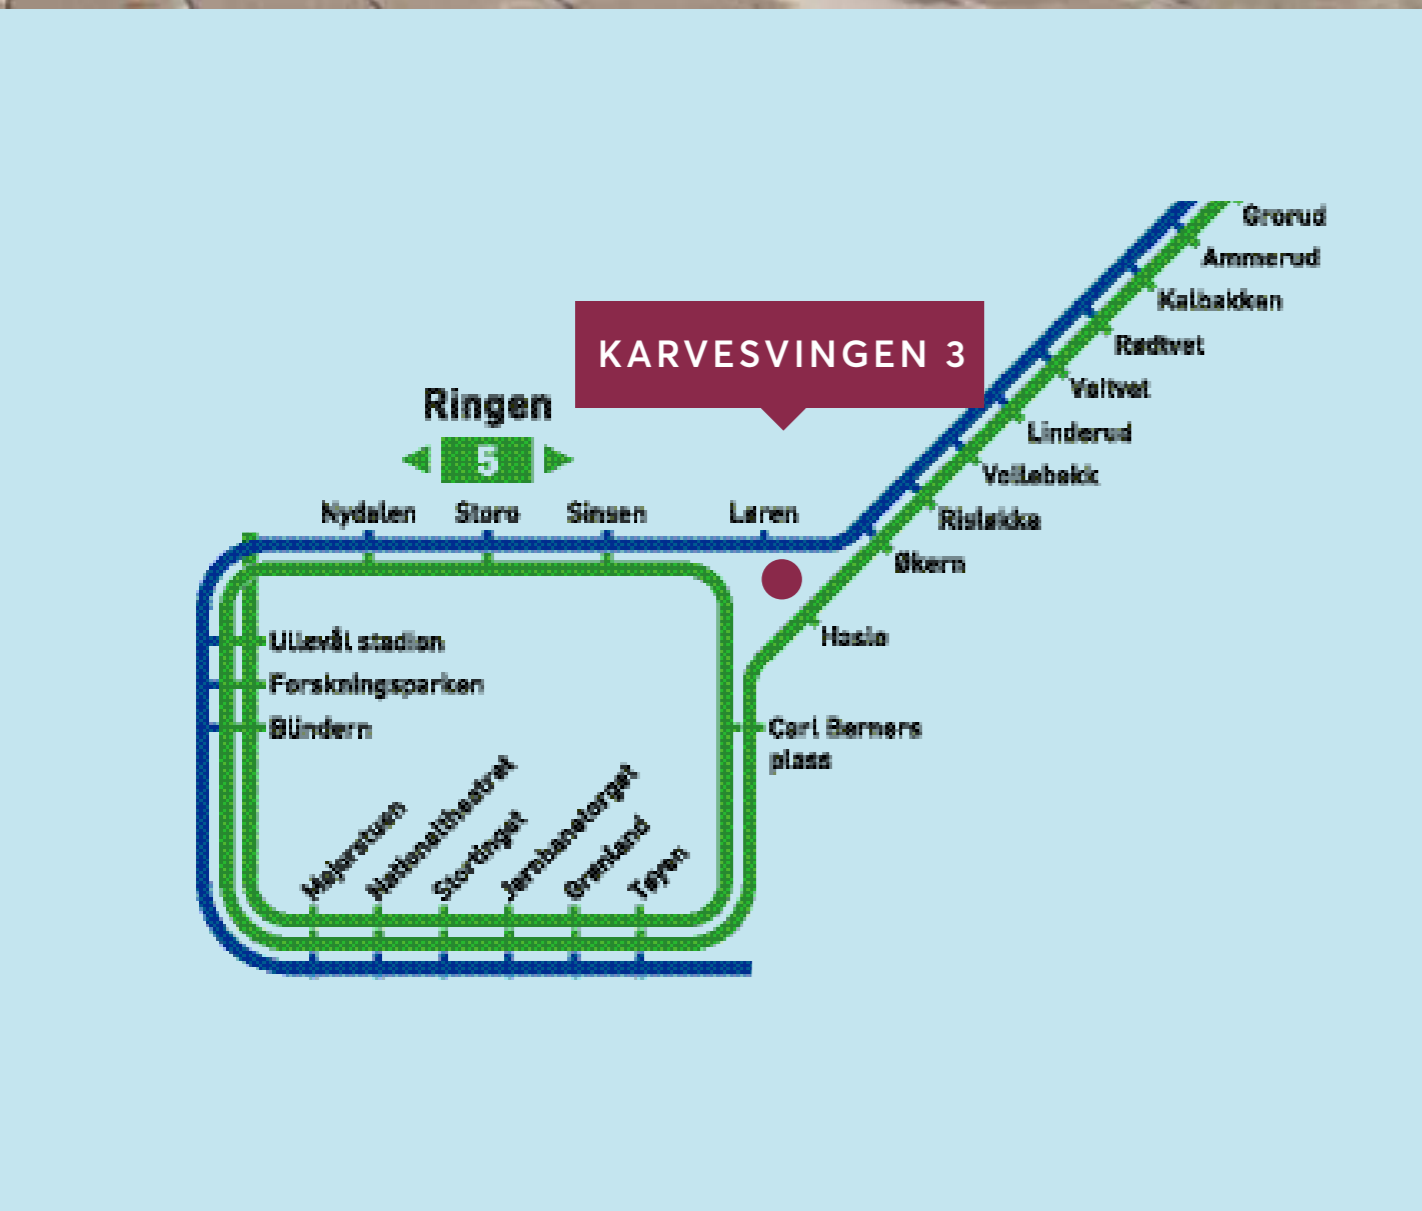 Grorud
Ammerud
Kalbakken
Rødtvet
Veitvet
Linderud
Vollebekk
Risløkka
Økern
Hasle
KARVESVINGEN 3
Ringen
5
Nydalen
Storo
Sinsen
Løren
Ullevål stadion
Forskningsparken
Blindern
Carl Berners
plass
Majorstuen
Nationaltheatret
Stortinget
Jernbanetorget
Grønland
Tøyen